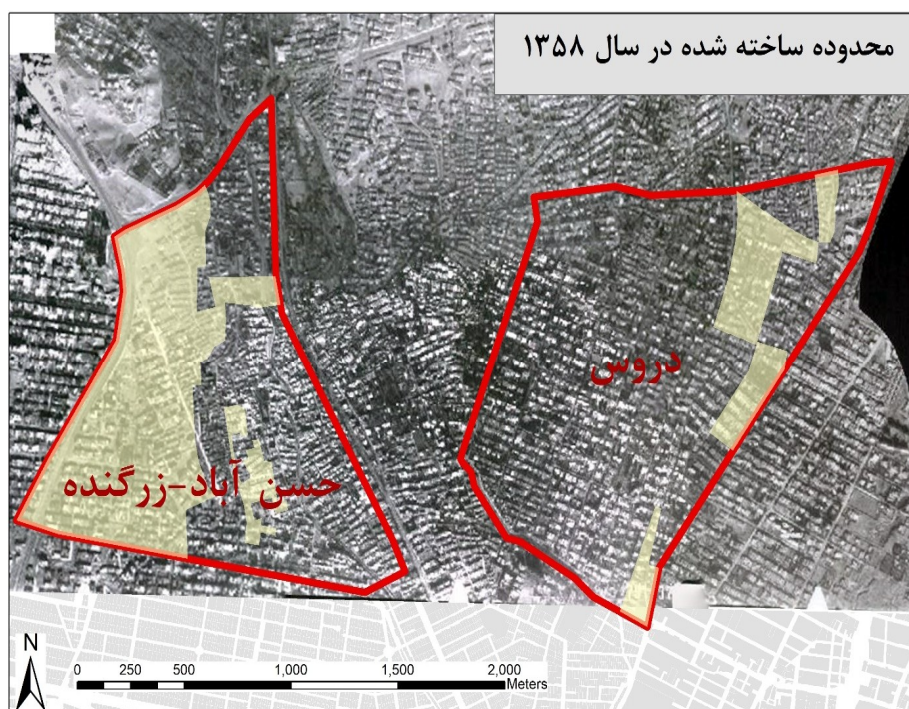 محدوده ساخته شده در سال ۱۳۵۸
دروس
حسن آباد-زرگنده
N
0 250 500 1,000 1,500 2,000
Meters